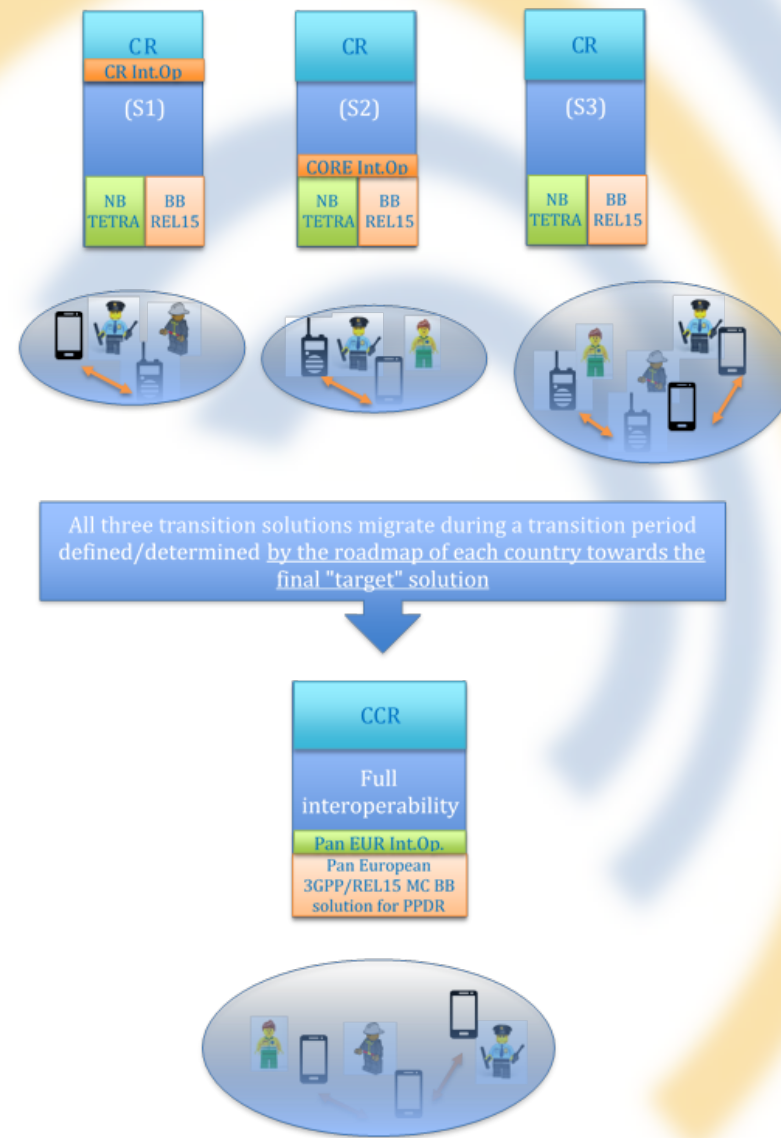 CR
CR Int.Op
(S1)
NB
TETRA
BB
REL15
CR
(S2)
CORE Int.Op
NB
TETRA
BB
REL15
CR
(S3)
NB
TETRA
BB
REL15
All three transition solutions migrate during a transition period
defined/determined by the roadmap of each country towards the
final "target" solution
CCR
Full
interoperability
Pan EUR Int.Op.
Pan European
3GPP/REL15 MC BB
solution for PPDR